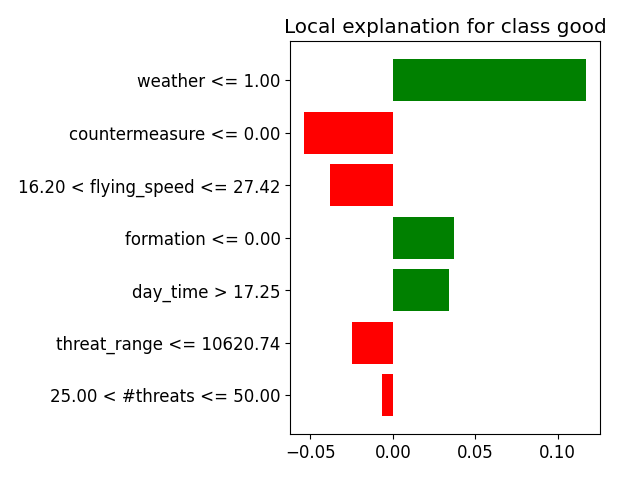 Local explanation for class good
weather <= 1.00
countermeasure <= 0.00
16.20 < flying_speed <= 27.42
formation <= 0.00
day_time > 17.25
threat_range <= 10620.74
25.00 < #threats <= 50.00
−0.05 0.00 0.05 0.10